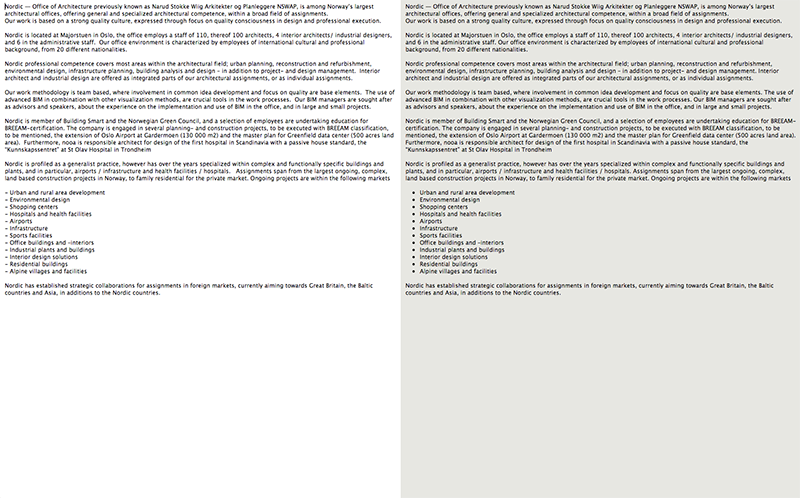 Nordic — Office of Architecture previously known as Narud Stokke Wiig Arkitekter og Planleggere NSWAP, is among Norway's largest
architectural offices, offering general and specialized architectural competence, within a broad field of assignments.
Our work is based on a strong quality culture, expressed through focus on quality consciousness in design and professional execution.
Nordic is located at Majorstuen in Oslo, the office employs a staff of 110, thereof 100 architects, 4 interior architects/ industrial designers,
and 6 in the administrative staff.  Our office environment is characterized by employees of international cultural and professional
background, from 20 different nationalities.
Nordic professional competence covers most areas within the architectural field; urban planning, reconstruction and refurbishment,
environmental design, infrastructure planning, building analysis and design - in addition to project- and design management.  Interior
architect and industrial design are offered as integrated parts of our architectural services, or as individual assignments.
Our work methodology is team based, where involvement in common idea development and focus on quality are base elements.  The use of
advanced BIM in combination with other visualization methods, are crucial tools in the work processes.  Our BIM managers are sought after
as advisors and speakers, about the experience on the implementation and use of BIM in the office, and in large and small projects.
Nordic is member of Building Smart and the Norwegian Green Council, and a selection of employees are undertaking education for
BREEAM-certification. The company is engaged in several planning- and construction projects, to be executed with BREEAM classification,
to be mentioned, the extension of Oslo Airport at Gardermoen (130 000 m2) and the master plan for Greenfield data center (500 acres land
area).  Furthermore, nooa is responsible architect for design of the first hospital in Scandinavia with a passive house standard, the
"Kunnskapssentret" at St Olav Hospital in Trondheim
Nordic is profiled as a generalist practice, however has over the years specialized within complex and functionally specific buildings and
plants, and in particular, airports / infrastructure and health facilities / hospitals.   Assignments span from the largest ongoing, complex,
land based construction projects in Norway, to family residential for the private market. Ongoing projects are within the following markets
- Urban and rural area development
- Environmental design
- Shopping centers
- Hospitals and health facilities
- Airports
- Infrastructure
- Sports facilities
- Office buildings and -interiors
- Industrial plants and buildings
- Interior design solutions
- Residential buildings
- Alpine villages and facilities
Nordic has established strategic collaborations for assignments in foreign markets, currently aiming towards Great Britain, the Baltic
countries and Asia, in additions to the Nordic countries.
Nordic — Office of Architecture previously known as Narud Stokke Wiig Arkitekter og Planleggere NSWAP, is among Norway's largest
architectural offices, offering general and specialized architectural competence, within a broad field of assignments.
Our work is based on a strong quality culture, expressed through focus on quality consciousness in design and professional execution.
Nordic is located at Majorstuen in Oslo, the office employs a staff of 110, thereof 100 architects, 4 interior architects/ industrial designers,
and 6 in the administrative staff. Our office environment is characterized by employees of international cultural and professional
background, from 20 different nationalities.
Nordic professional competence covers most areas within the architectural field; urban planning, reconstruction and refurbishment,
environmental design, infrastructure planning, building analysis and design - in addition to project- and design management. Interior
architect and industrial design are offered as integrated parts of our architectural services, or as individual assignments.
Our work methodology is team based, where involvement in common idea development and focus on quality are base elements. The use of
advanced BIM in combination with other visualization methods, are crucial tools in the work processes. Our BIM managers are sought after
as advisors and speakers, about the experience on the implementation and use of BIM in the office, and in large and small projects.
Nordic is member of Building Smart and the Norwegian Green Council, and a selection of employees are undertaking education for BREEAM-
certification. The company is engaged in several planning- and construction projects, to be executed with BREEAM classification, to be
mentioned, the extension of Oslo Airport at Gardermoen (130 000 m2) and the master plan for Greenfield data center (500 acres land area).
Furthermore, nooa is responsible architect for design of the first hospital in Scandinavia with a passive house standard, the
"Kunnskapssentret" at St Olav Hospital in Trondheim
Nordic is profiled as a generalist practice, however has over the years specialized within complex and functionally specific buildings and
plants, and in particular, airports / infrastructure and health facilities / hospitals. Assignments span from the largest ongoing, complex,
land based construction projects in Norway, to family residential for the private market. Ongoing projects are within the following markets
• Urban and rural area development
• Environmental design
• Shopping centers
• Hospitals and health facilities
• Airports
• Infrastructure
• Sports facilities
• Office buildings and -interiors
• Industrial plants and buildings
• Interior design solutions
• Residential buildings
• Alpine villages and facilities
Nordic has established strategic collaborations for assignments in foreign markets, currently aiming towards Great Britain, the Baltic
countries and Asia, in additions to the Nordic countries.